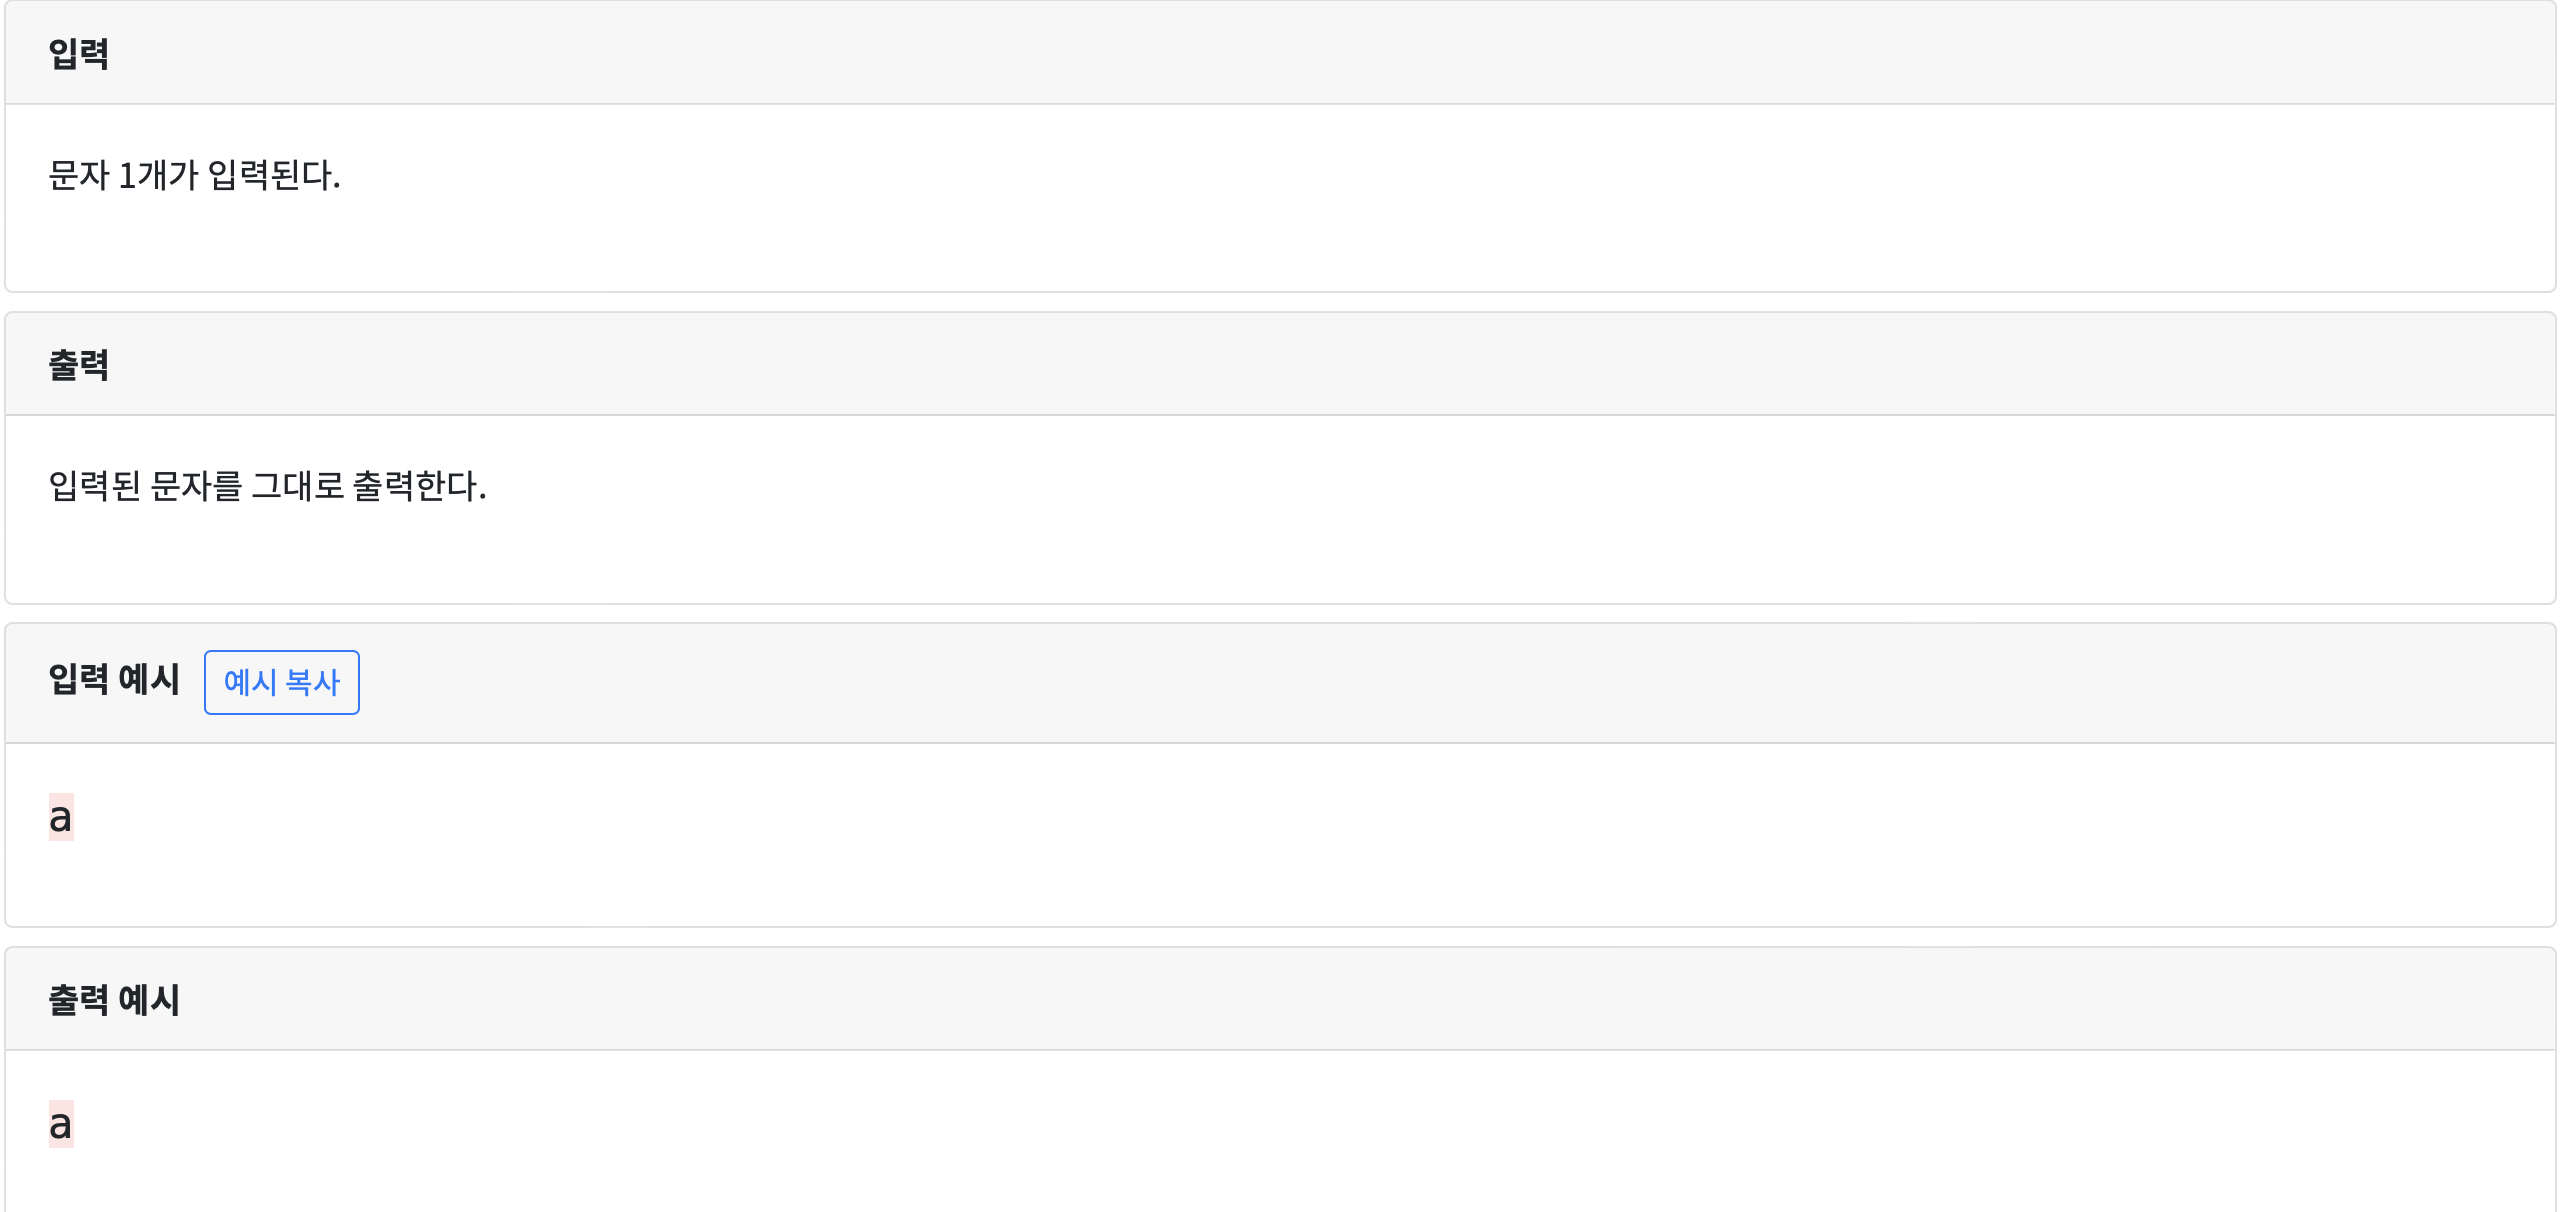 입력
문자 1개가 입력된다.
출력
입력된 문자를 그대로 출력한다.
입력 예시 예시 복사
a
출력 예시
a